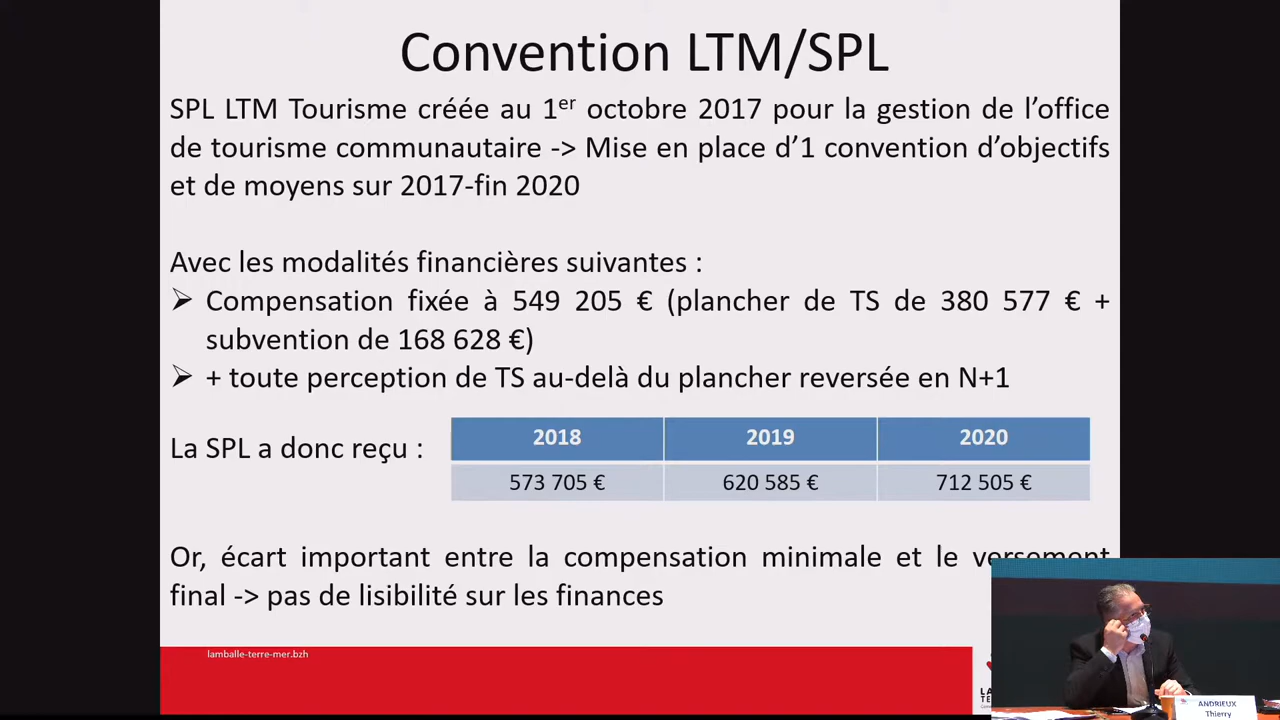 Convention LTM/SPL
SPL LTM Tourisme créée au 1er octobre 2017 pour la gestion de l’office
de tourisme communautaire -> Mise en place d’1 convention d’objectifs
et de moyens sur 2017-fin 2020
Avec les modalités financières suivantes :
➢ Compensation fixée à 549 205 € (plancher de TS de 380 577 € +
subvention de 168 628 €)
➢ + toute perception de TS au-delà du plancher reversée en N+1
La SPL a donc reçu :
2018 2019 2020
573 705 € 620 585 € 712 505 €
Or, écart important entre la compensation minimale et le versement
final -> pas de lisibilité sur les finances
lamballe-terre-mer.bzh
ANDRIEUX
Thierry